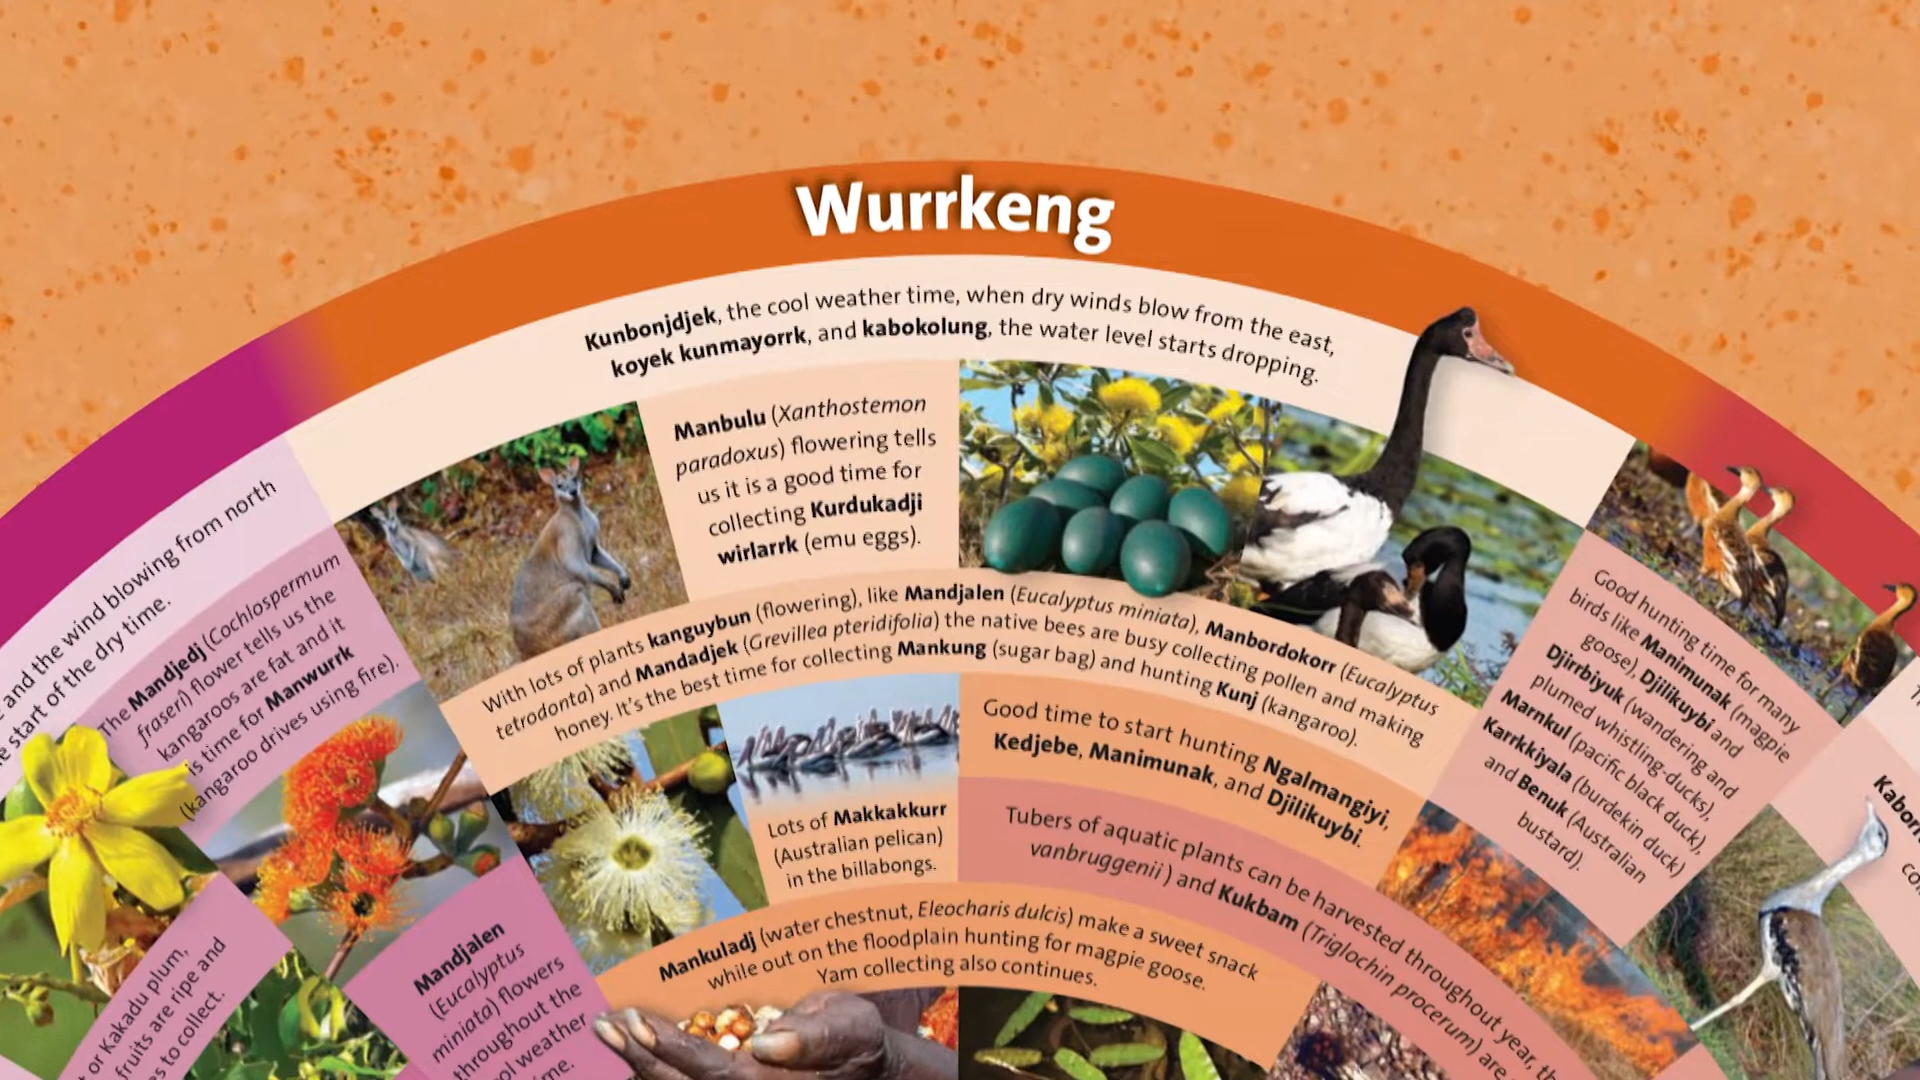 Wurrkeng
Kunbonjdjek, the cool weather time, when dry winds blow from the east,
koyek kunmayorrk, and kabokolung, the water level starts dropping.
Manbulu (Xanthostemon
paradoxus) flowering tells
us it is a good time for
collecting Kurdukadji
wirlarrk (emu eggs).
With lots of plants kanguybun (flowering), like Mandjalen (Eucalyptus miniata), Manbordokorr (Eucalyptus
tetrodonta) and Mandadjek (Grevillea pteridifolia) the native bees are busy collecting pollen and making
honey. It's the best time for collecting Mankung (sugar bag) and hunting Kunj (kangaroo).
Lots of Makkakkurr
(Australian pelican)
in the billabongs.
Good time to start hunting Ngalmangiyi,
Kedjebe, Manimunak, and Djilikuybi.
Tubers of aquatic plants can be harvested throughout year, th
vanbruggenii) and Kukbam (Triglochin procerum) are
Mankuladj (water chestnut, Eleocharis dulcis) make a sweet snack
while out on the floodplain hunting for magpie goose.
Yam collecting also continues.
and the wind blowing from north
start of the dry time.
The Mandjedj (Cochlospermum
fraseri) flower tells us the
kangaroos are fat and it
is time for Manwurrk
(kangaroo drives using fire).
or Kakadu plum,
fruits are ripe and
to collect.
Mandjalen
(Eucalyptus
miniata) flowers
throughout the
weather
Good hunting time for many
birds like Manimunak (magpie
goose), Djilikuybi and
Djirrbiyuk (wandering and
plumed whistling-ducks),
Marnkul (pacific black duck),
Karrkkiyala (burdekin duck)
and Benuk (Australian
bustard).